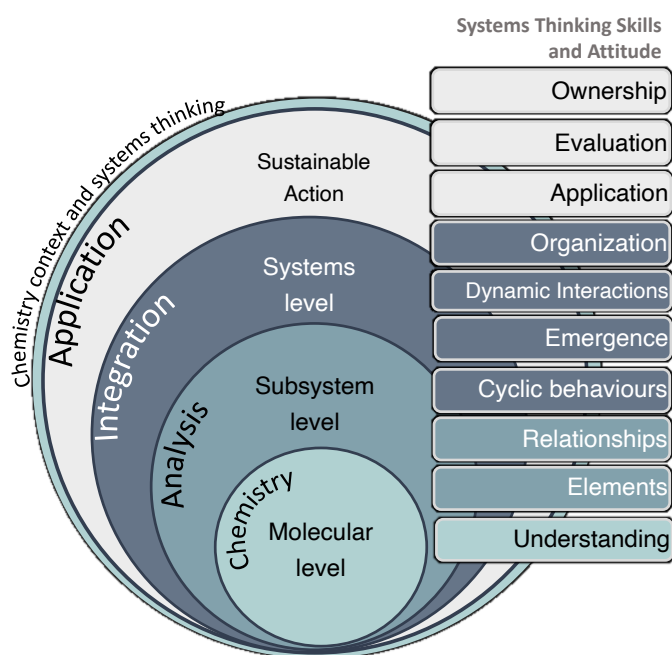 Systems Thinking Skills
and Attitude
Chemistry context and systems thinking
Application
Sustainable
Action
Integration
Systems
level
Analysis
Subsystem
level
Chemistry
Molecular
level
Ownership
Evaluation
Application
Organization
Dynamic Interactions
Emergence
Cyclic behaviours
Relationships
Elements
Understanding